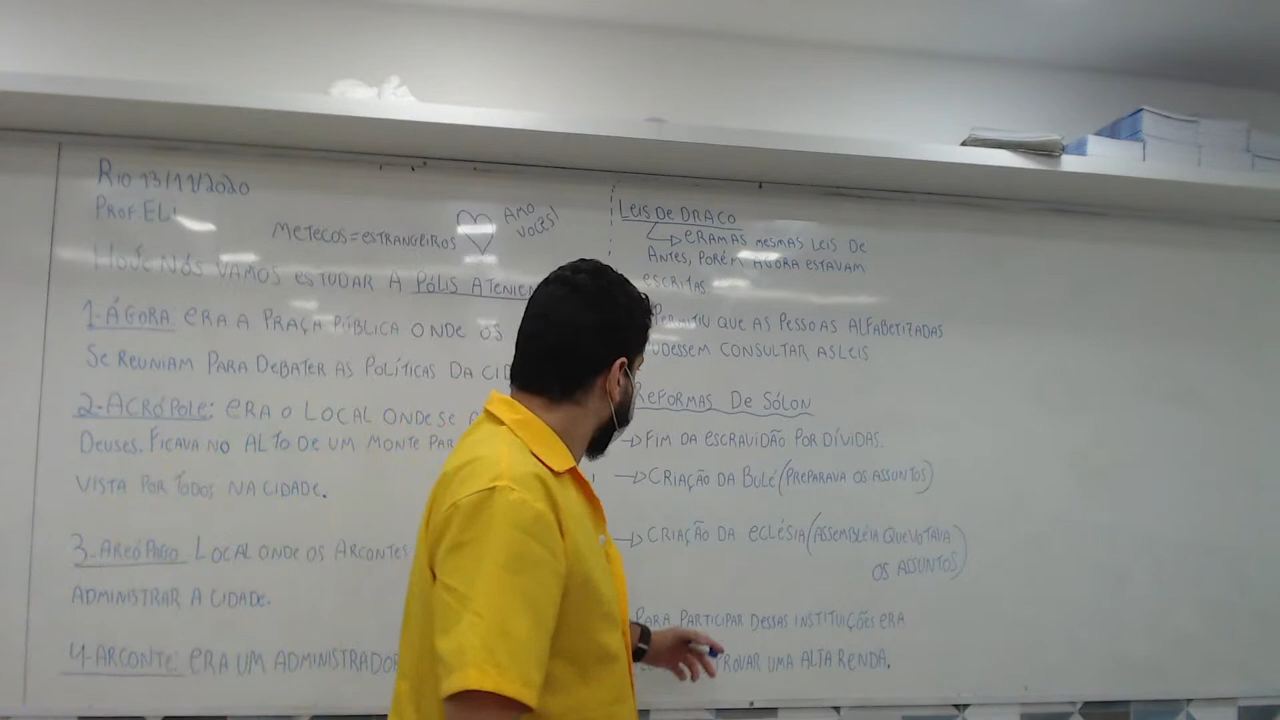 RIO 13/11/2020
PROF. ELI
METECOS = ESTRANGEIROS
AMO
VOCÊS!
HOJE NÓS VAMOS ESTUDAR A PÓLIS
1-ÁGORA: ERA A PRAÇA PÚBLICA ONDE OS
SE REUNIAM PARA DEBATER AS POLÍTICAS DA
2-ACRÓPOLE: ERA O LOCAL ONDE SE
DEUSES. FICAVA NO ALTO DE UM MONTE
VISTA POR TODOS NA CIDADE.
3-AREÓPAGO LOCAL ONDE OS ARCONTES
ADMINISTRAR A CIDADE.
4-ARCONTE: ERA UM ADMINISTRADOR
LEIS DE DRACO
ERAM AS MESMAS LEIS DE
ANTES, PORÉM AGORA ESTAVAM
ESCRITAS
PERMITIU QUE AS PESSOAS ALFABETIZADAS
PUDESSEM CONSULTAR AS LEIS
REFORMAS DE SÓLON
→ FIM DA ESCRAVIDÃO POR DÍVIDAS.
→ CRIAÇÃO DA BULÉ (PREPARAVA OS ASSUNTOS)
→ CRIAÇÃO DA ECLÉSIA (ASSEMBLÉIA QUE VOTAVA
OS ASSUNTOS)
PARA PARTICIPAR DESSAS INSTITUIÇÕES ERA
UMA ALTA RENDA.